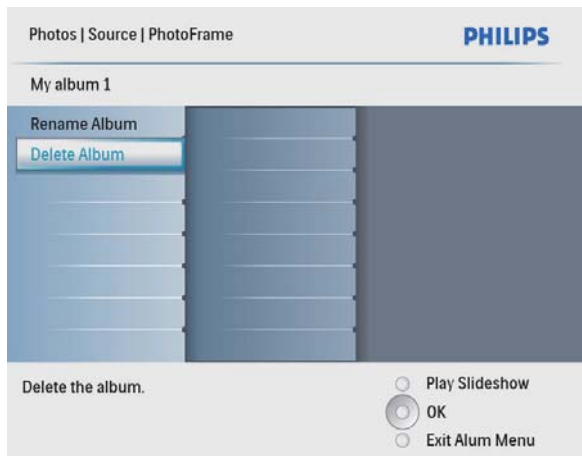 Photos | Source | PhotoFrame
PHILIPS
My album 1
Rename Album
Delete Album
Delete the album.
Play Slideshow
OK
Exit Alum Menu